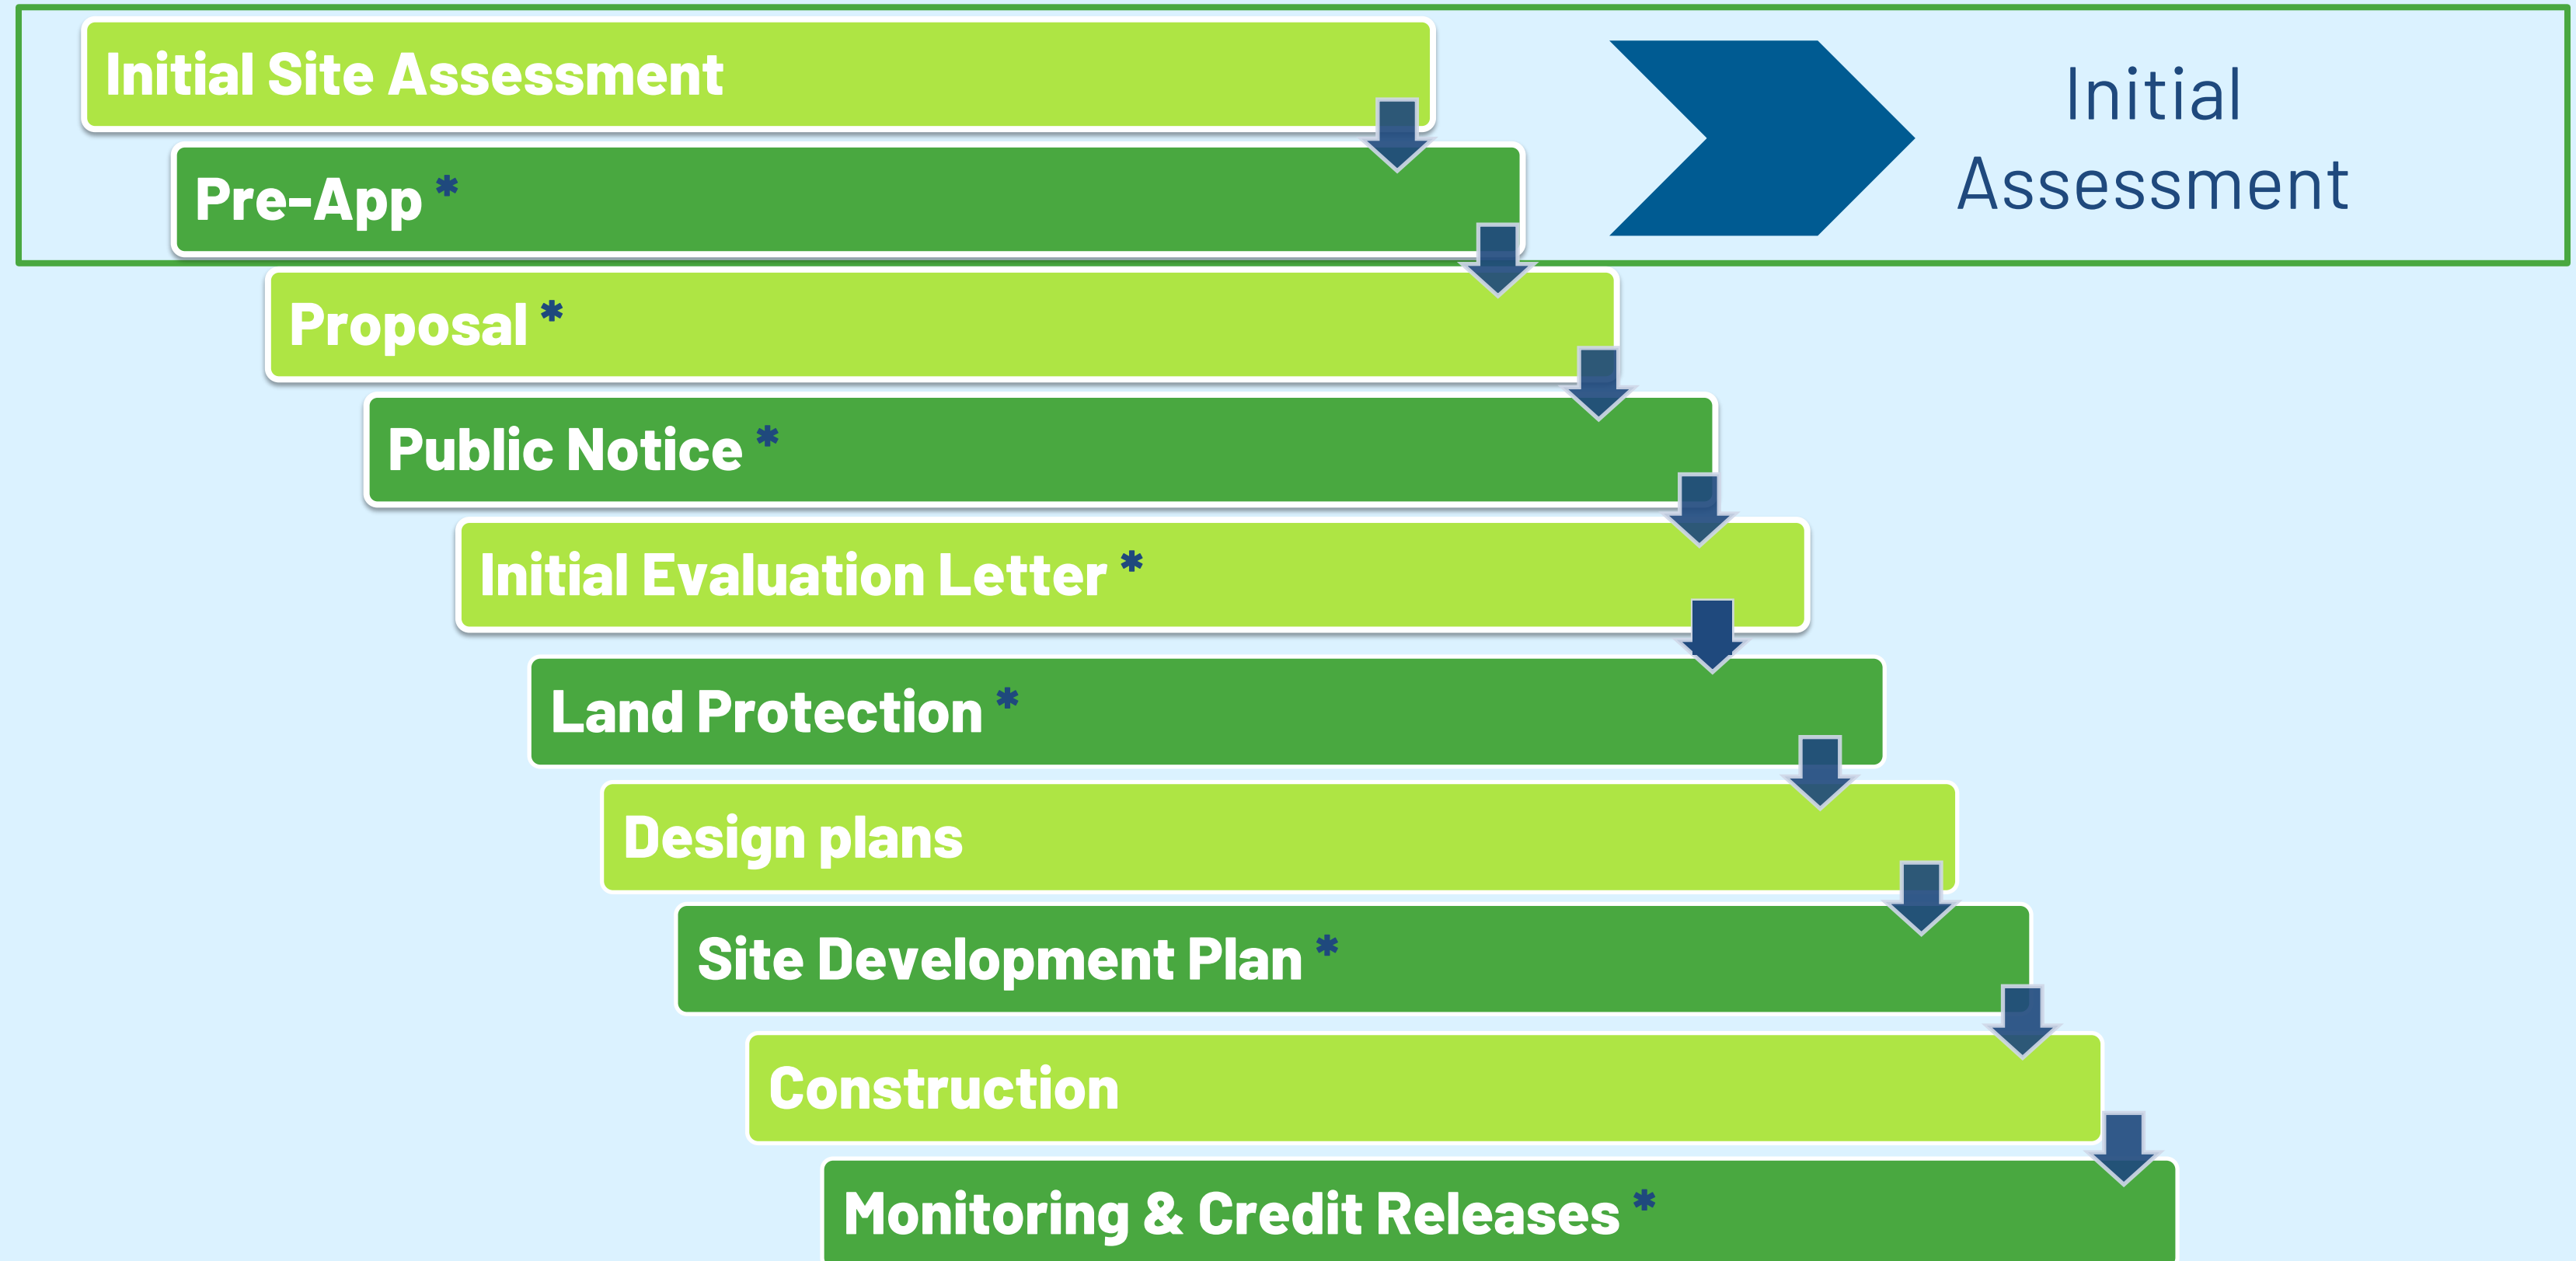 Initial Site Assessment
Pre-App *
Initial
Assessment
Proposal *
Public Notice *
Initial Evaluation Letter *
Land Protection *
Design plans
Site Development Plan *
Construction
Monitoring & Credit Releases *